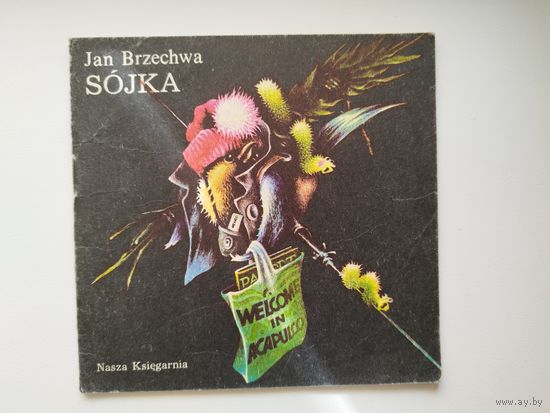 Jan Brzechwa
SÓJKA
WELCOME
IN
ACAPULCO
Nasza Księgarnia
www.ay.by